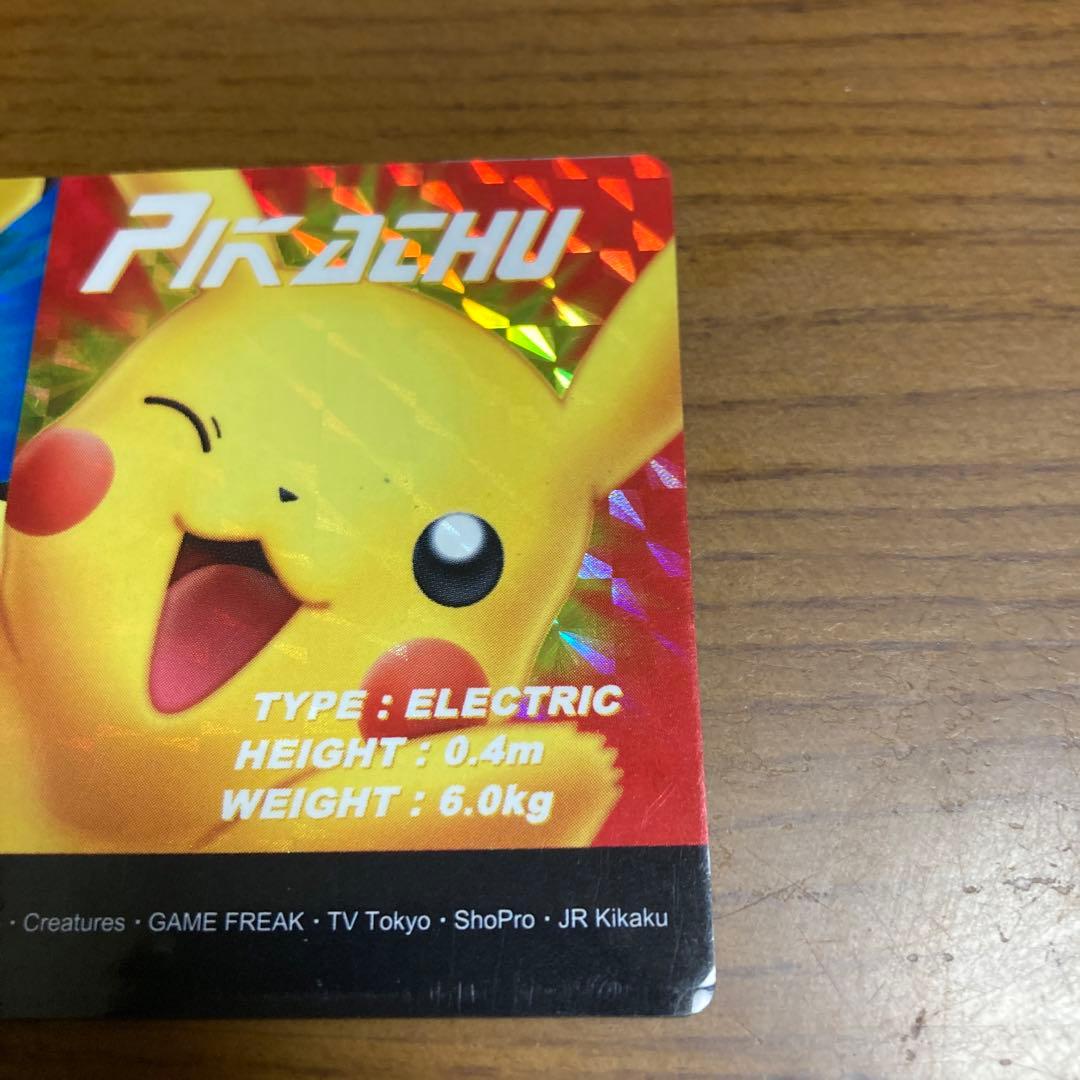 PIKACHU
TYPE : ELECTRIC
HEIGHT : 0.4m
WEIGHT : 6.0kg
・Creatures・GAME FREAK・TV Tokyo・ShoPro・JR Kikaku